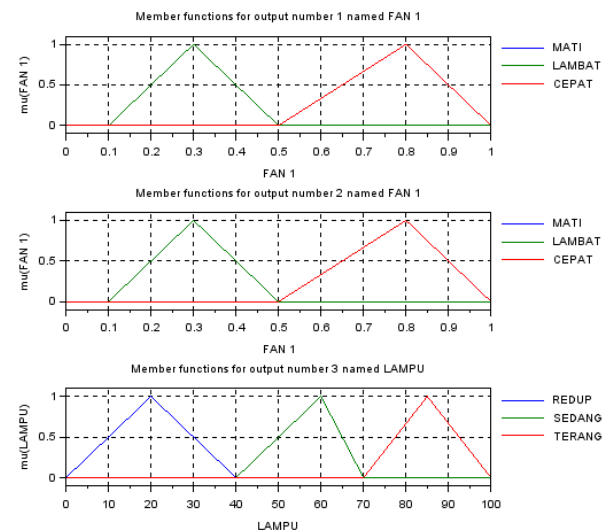 Member functions for output number 1 named FAN 1
mu(FAN 1)
1
0.5
0
0 0.1 0.2 0.3 0.4 0.5 0.6 0.7 0.8 0.9 1
FAN 1
MATI
LAMBAT
CEPAT
Member functions for output number 2 named FAN 1
mu(FAN 1)
1
0.5
0
0 0.1 0.2 0.3 0.4 0.5 0.6 0.7 0.8 0.9 1
FAN 1
MATI
LAMBAT
CEPAT
Member functions for output number 3 named LAMPU
mu(LAMPU)
1
0.5
0
0 10 20 30 40 50 60 70 80 90 100
LAMPU
REDUP
SEDANG
TERANG